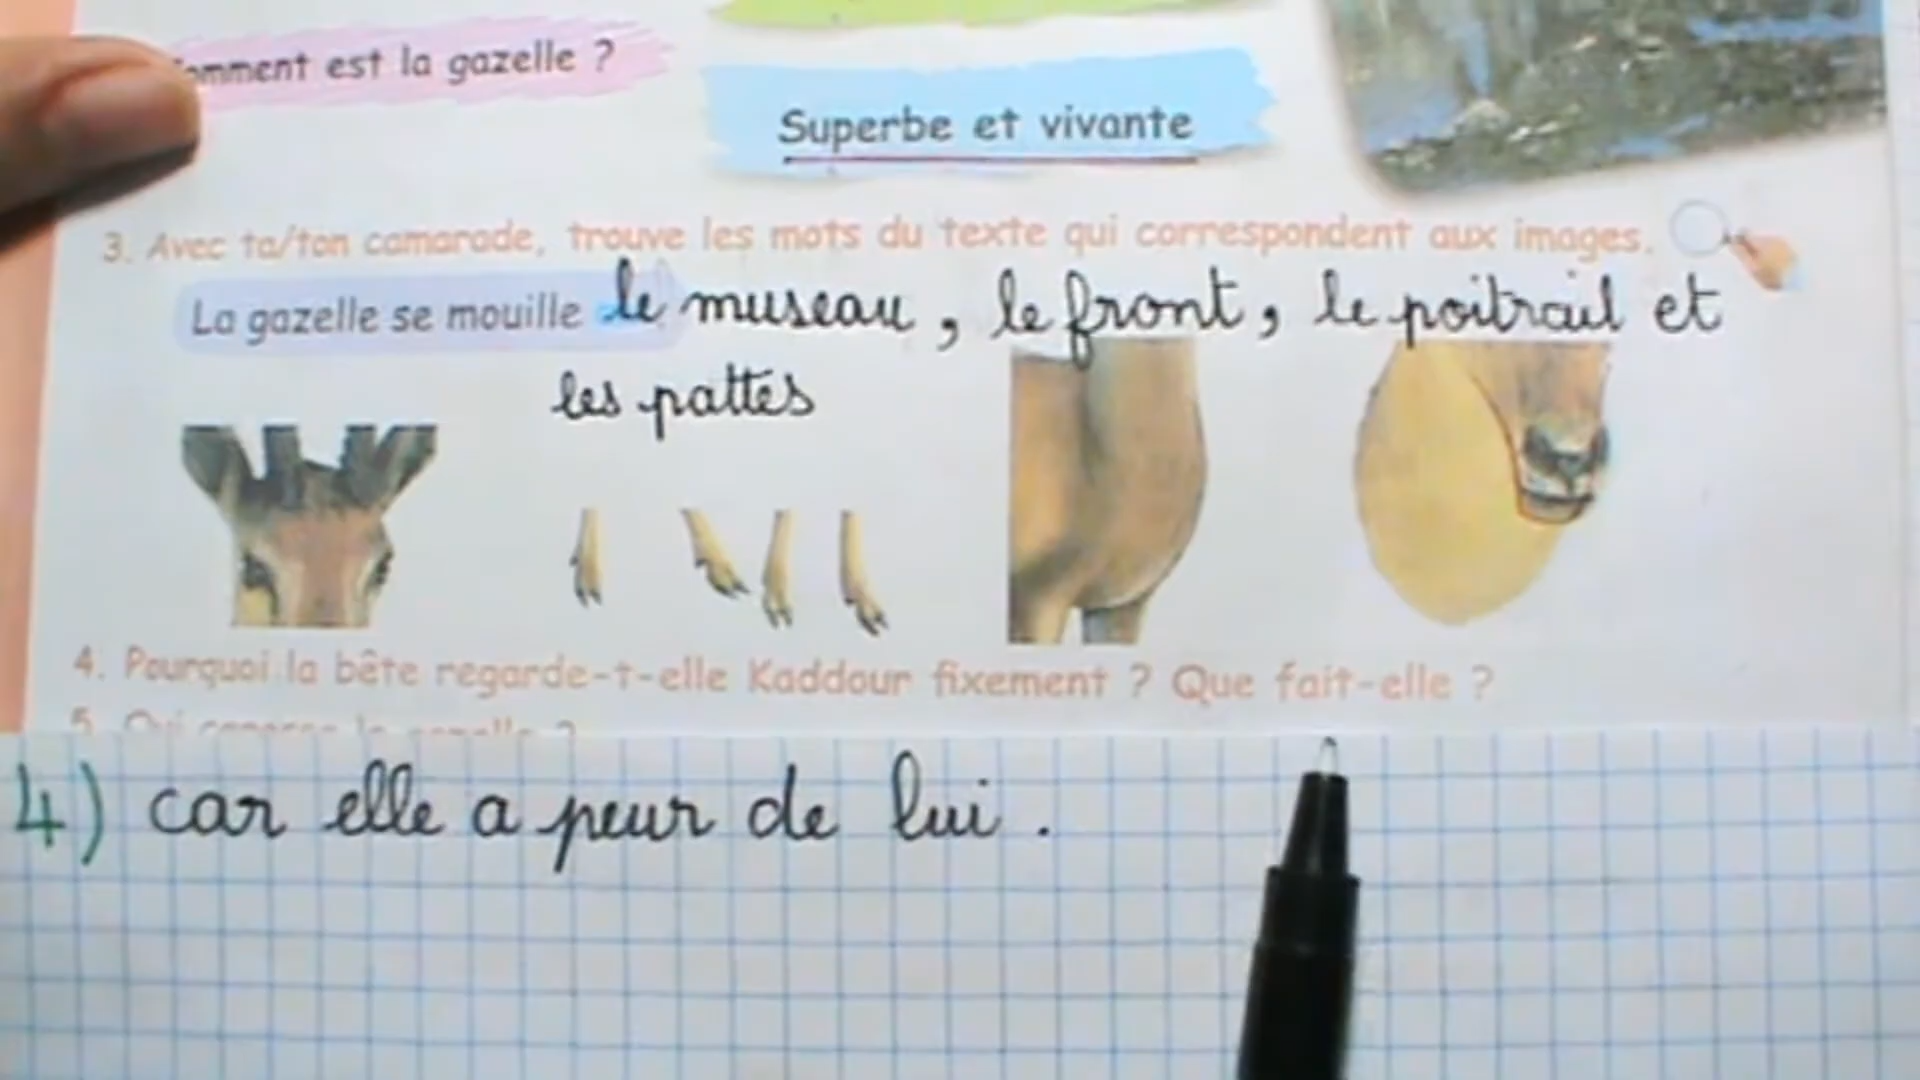 omment est la gazelle ?
Superbe et vivante
3. Avec ta/ton camarade, trouve les mots du texte qui correspondent aux images.
La gazelle se mouille le museau, le front, le poitrail et
les pattes
4. Pourquoi la bête regarde-t-elle Kaddour fixement ? Que fait-elle ?
5. Qui
4) car elle a peur de lui.